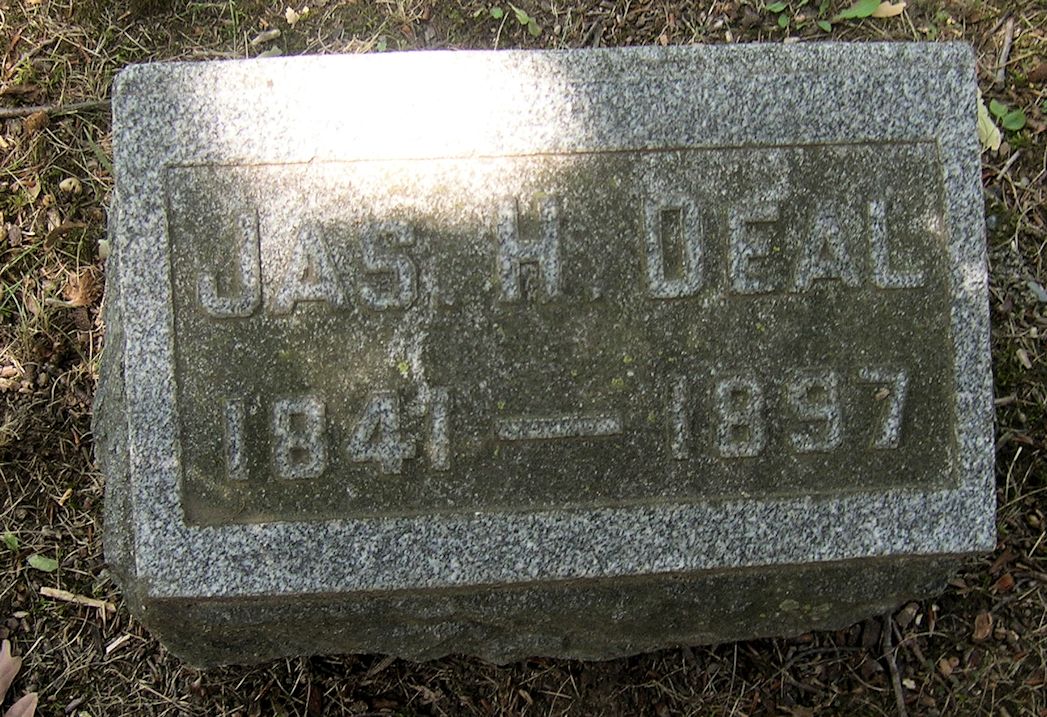 JAS. H. DEAL
1841 — 1897